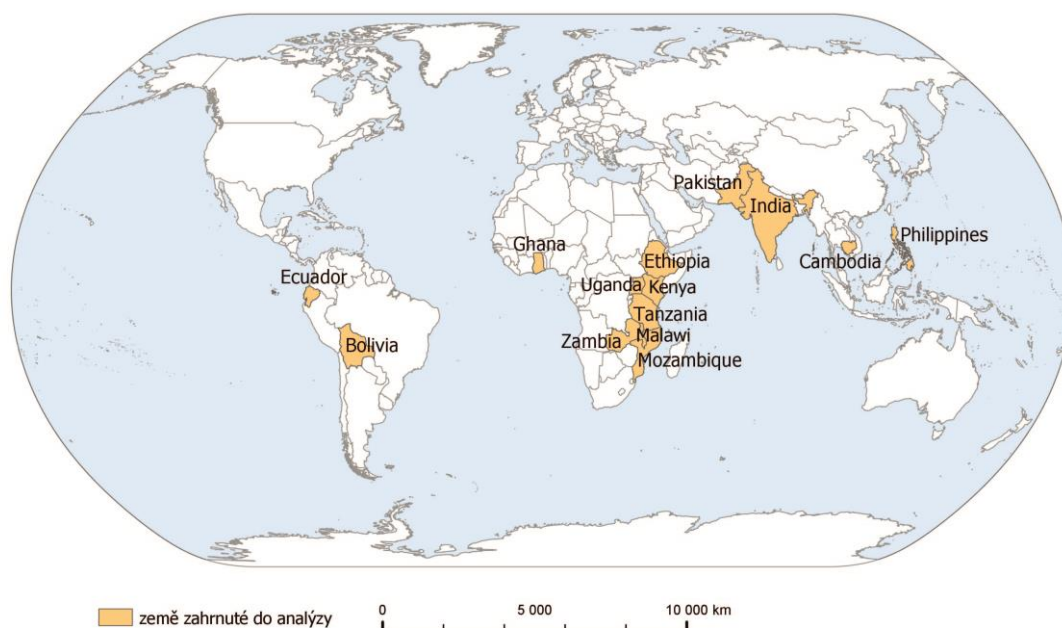 Pakistan
India
Philippines
Ghana
Ethiopia
Cambodia
Ecuador
Uganda
Kenya
Tanzania
Zambia
Malawi
Bolivia
Mozambique
země zahrnuté do analýzy
0 5 000 10 000 km